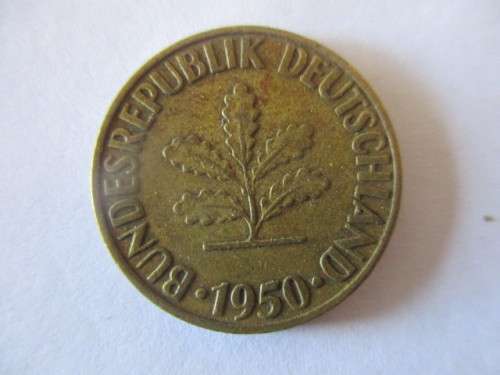 BUNDESREPUBLIK DEUTSCHLAND
· 1950 ·